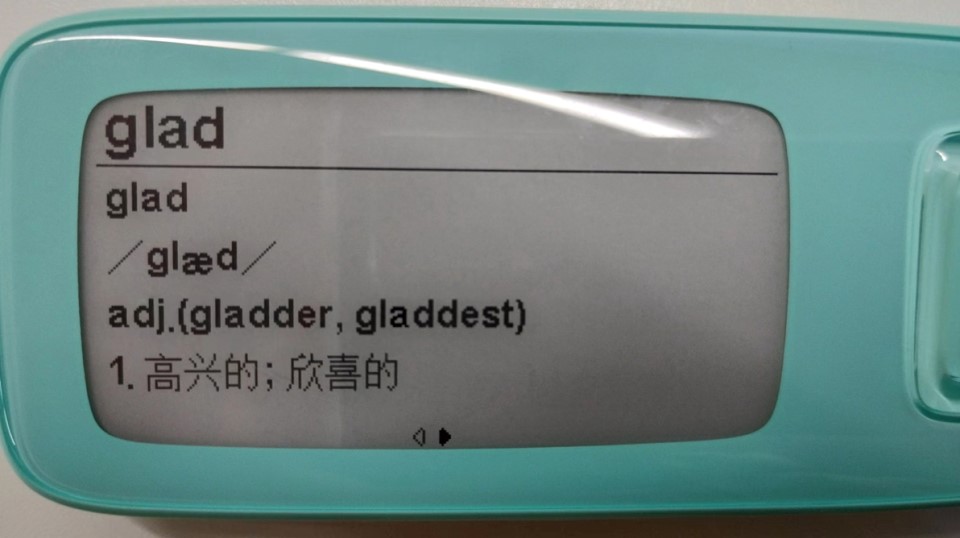 glad
glad
/glæd/
adj.(gladder, gladdest)
1. 高兴的; 欣喜的